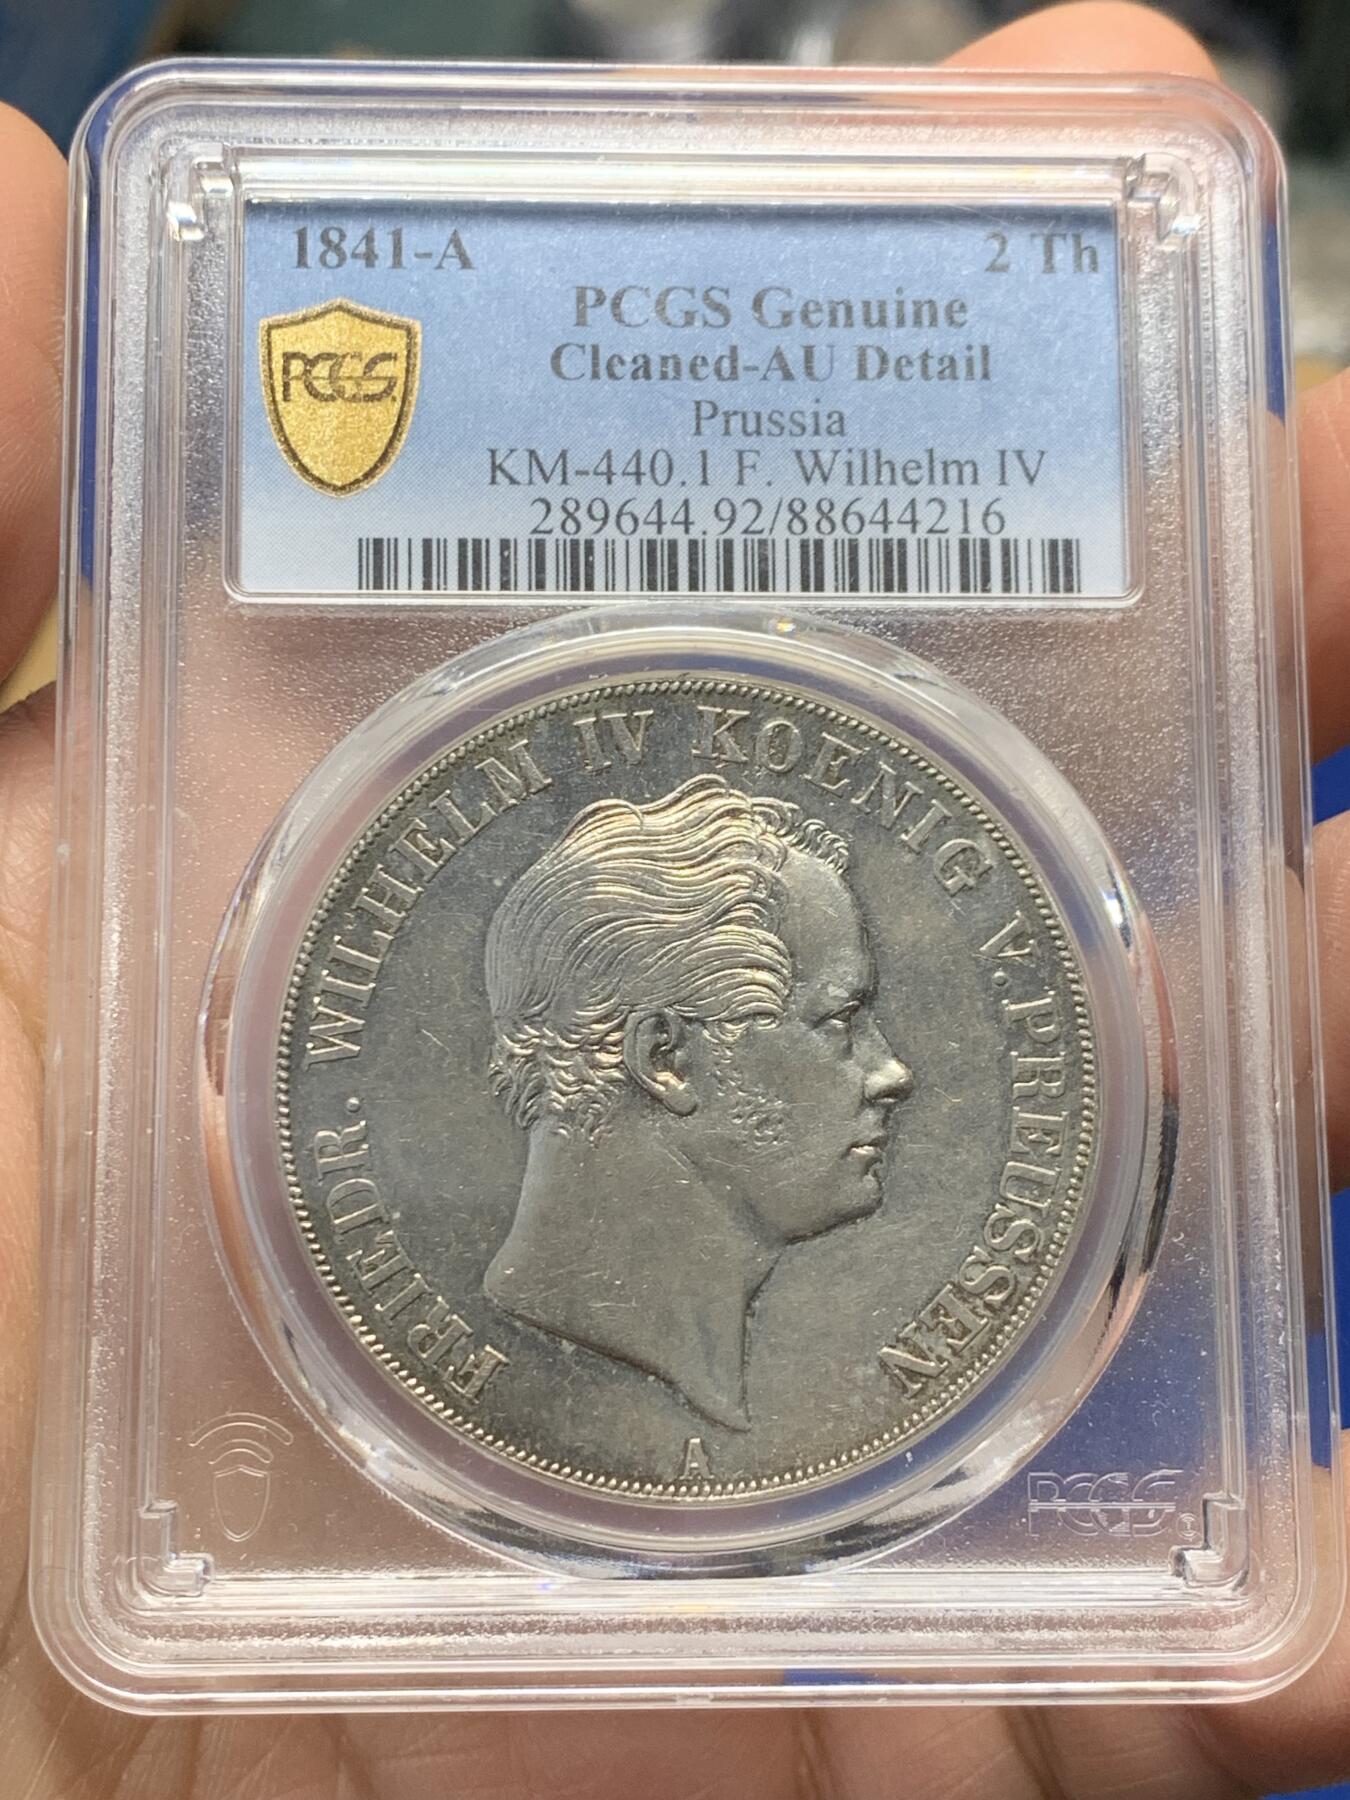 1841-A 2 Th
PCGS Genuine
Cleaned-AU Detail
PCGS
Prussia
KM-440.1 F. Wilhelm IV
289644.92/88644216
FRIEDR. WILHELM IV KOENIG V. PREUSSEN
A
PCGS